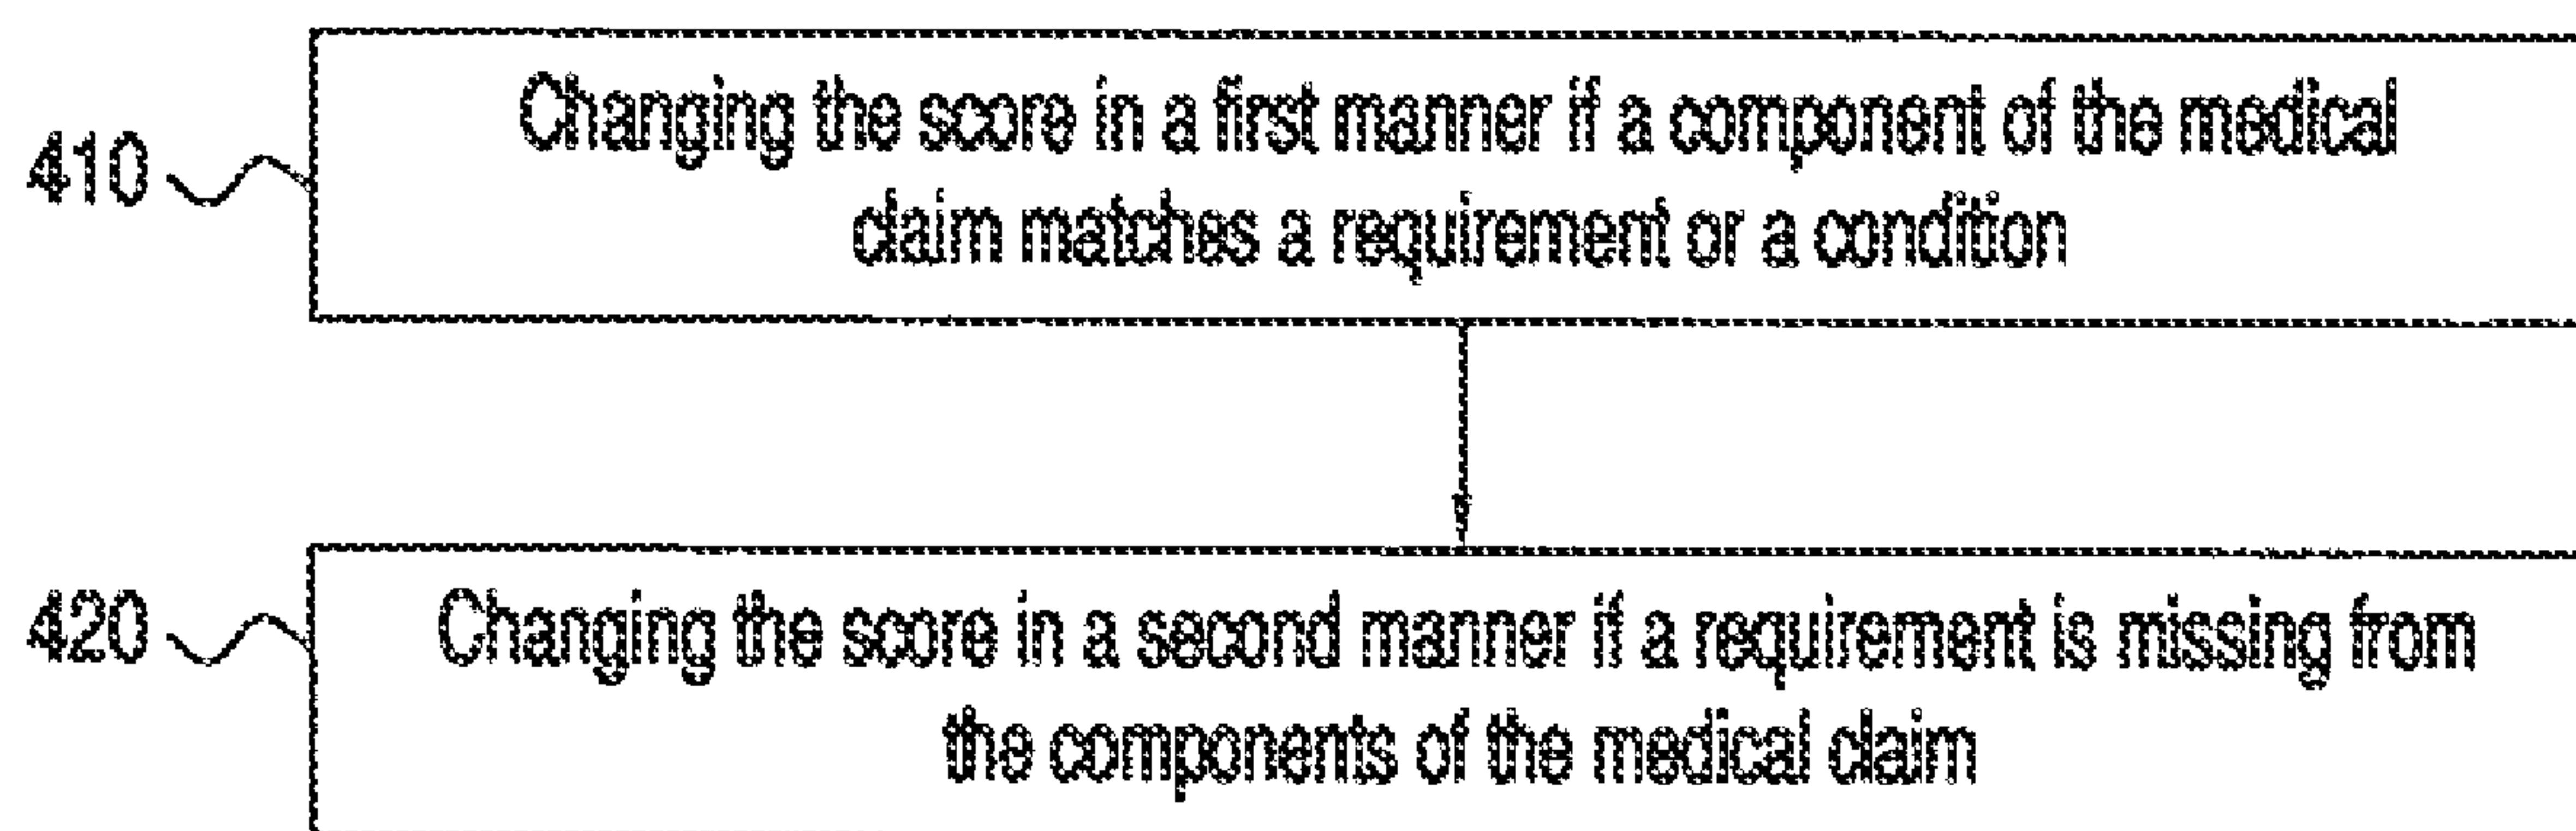 410
Changing the score in a first manner if a component of the medical
claim matches a requirement or a condition
420
Changing the score in a second manner if a requirement is missing from
the components of the medical claim